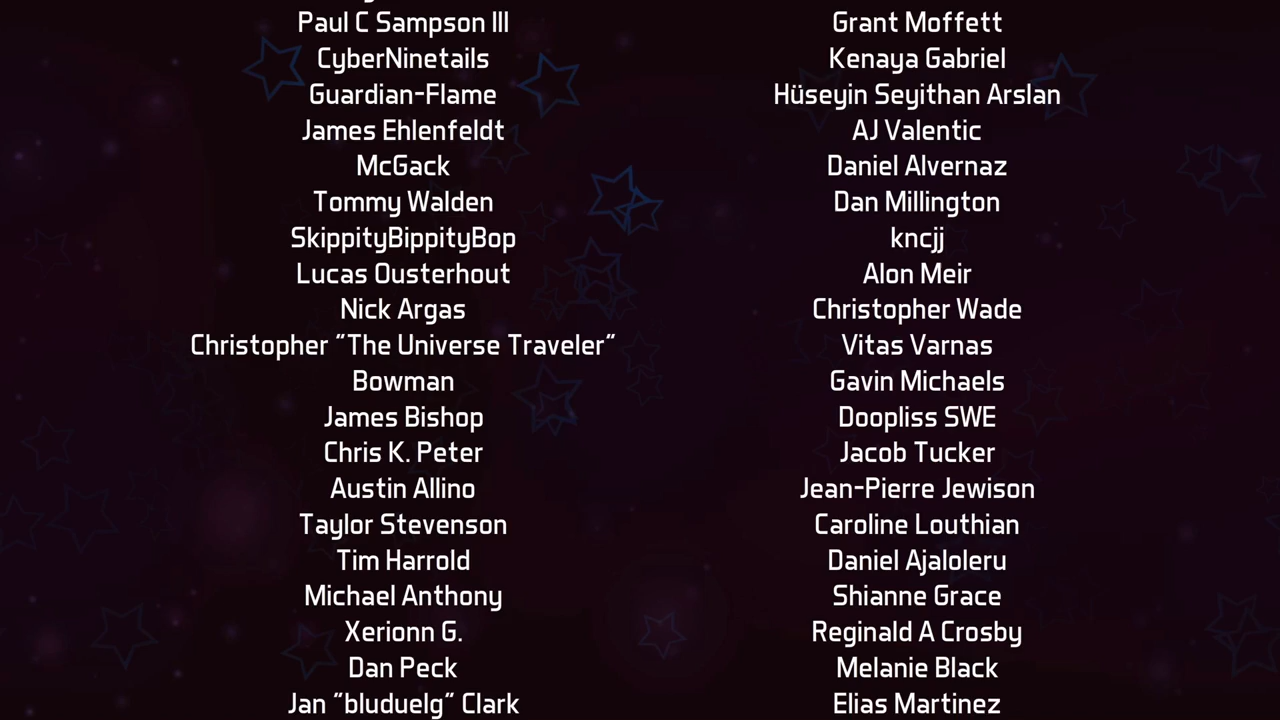 Paul C Sampson III
CyberNinetails
Guardian-Flame
James Ehlenfeldt
McGack
Tommy Walden
SkippityBippityBop
Lucas Ousterhout
Nick Argas
Christopher "The Universe Traveler"
Bowman
James Bishop
Chris K. Peter
Austin Allino
Taylor Stevenson
Tim Harrold
Michael Anthony
Xerionn G.
Dan Peck
Jan "bluduelg" Clark
Grant Moffett
Kenaya Gabriel
Hüseyin Seyithan Arslan
AJ Valentic
Daniel Alvernaz
Dan Millington
kncjj
Alon Meir
Christopher Wade
Vitas Varnas
Gavin Michaels
Doopliss SWE
Jacob Tucker
Jean-Pierre Jewison
Caroline Louthian
Daniel Ajaloleru
Shianne Grace
Reginald A Crosby
Melanie Black
Elias Martinez